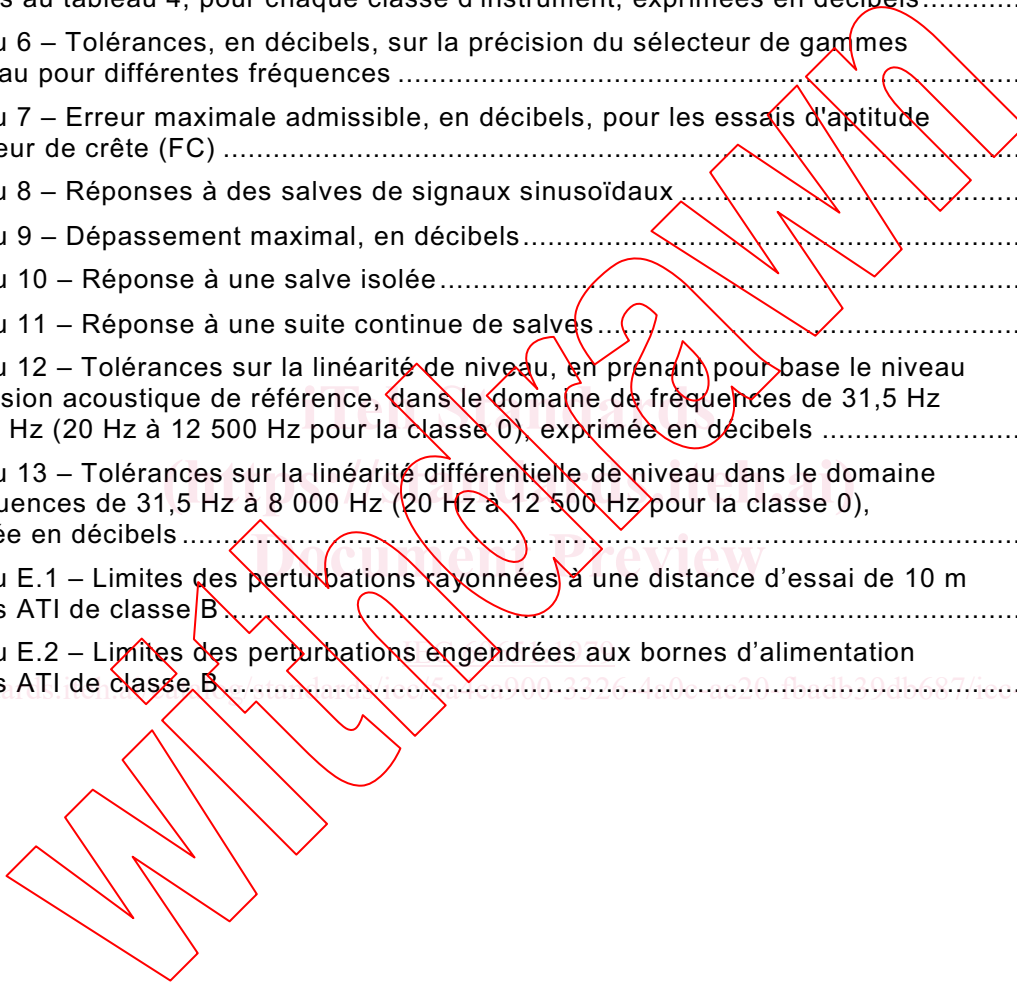 s au tableau 4, pour chaque classe d'instrument, exprimées en décibels
u 6 – Tolérances, en décibels, sur la précision du sélecteur de gammes
au pour différentes fréquences
u 7 – Erreur maximale admissible, en décibels, pour les essais d'aptitude
eur de crête (FC)
u 8 – Réponses à des salves de signaux sinusoïdaux
u 9 – Dépassement maximal, en décibels
u 10 – Réponse à une salve isolée
u 11 – Réponse à une suite continue de salves
u 12 – Tolérances sur la linéarité de niveau, en prenant pour base le niveau
sion acoustique de référence, dans le domaine de fréquences de 31,5 Hz
Hz (20 Hz à 12 500 Hz pour la classe 0), exprimée en décibels
u 13 – Tolérances sur la linéarité différentielle de niveau dans le domaine
uences de 31,5 Hz à 8 000 Hz (20 Hz à 12 500 Hz pour la classe 0),
ée en décibels
u E.1 – Limites des perturbations rayonnées à une distance d'essai de 10 m
s ATI de classe B
u E.2 – Limites des perturbations engendrées aux bornes d'alimentation
s ATI de classe B
iTeh Standards
Document Preview
withdrawn